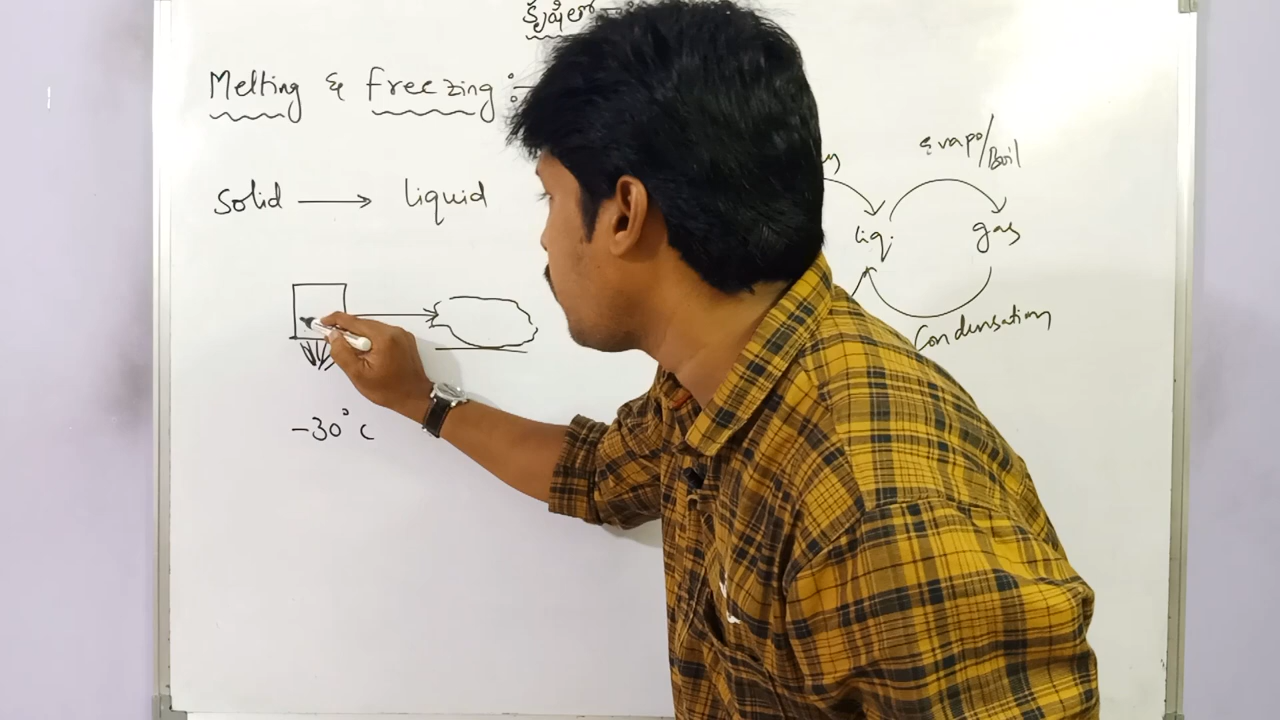 Melting & freezing :-
solid → liquid
-30°c
Evapo/Boil
liq. gas
Condensation